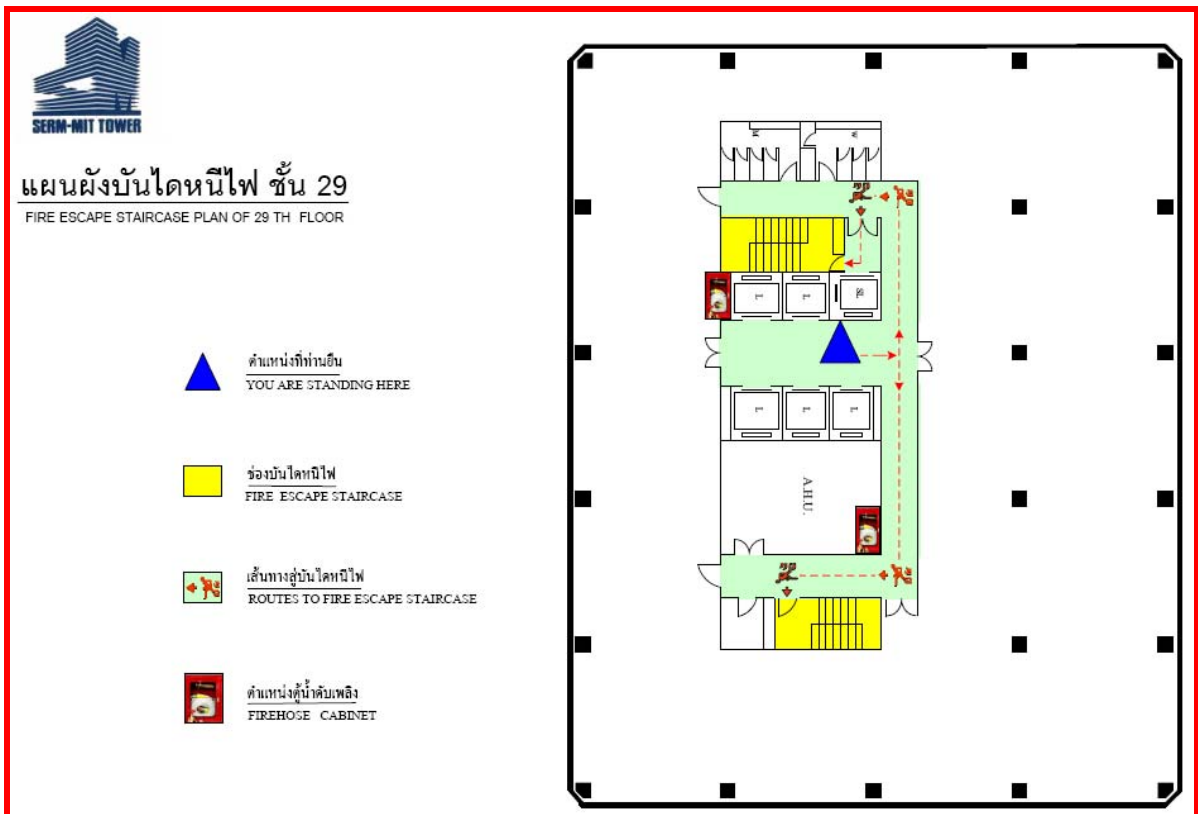 SERM-MIT TOWER
แผนผังบันไดหนีไฟ ชั้น 29
FIRE ESCAPE STAIRCASE PLAN OF 29 TH FLOOR
M
W
L
L
SL
ตำแหน่งที่ท่านยืน
YOU ARE STANDING HERE
L
L
L
ช่องบันไดหนีไฟ
FIRE ESCAPE STAIRCASE
A.H.U.
เส้นทางสู่บันไดหนีไฟ
ROUTES TO FIRE ESCAPE STAIRCASE
ตำแหน่งตู้น้ำดับเพลิง
FIREHOSE CABINET